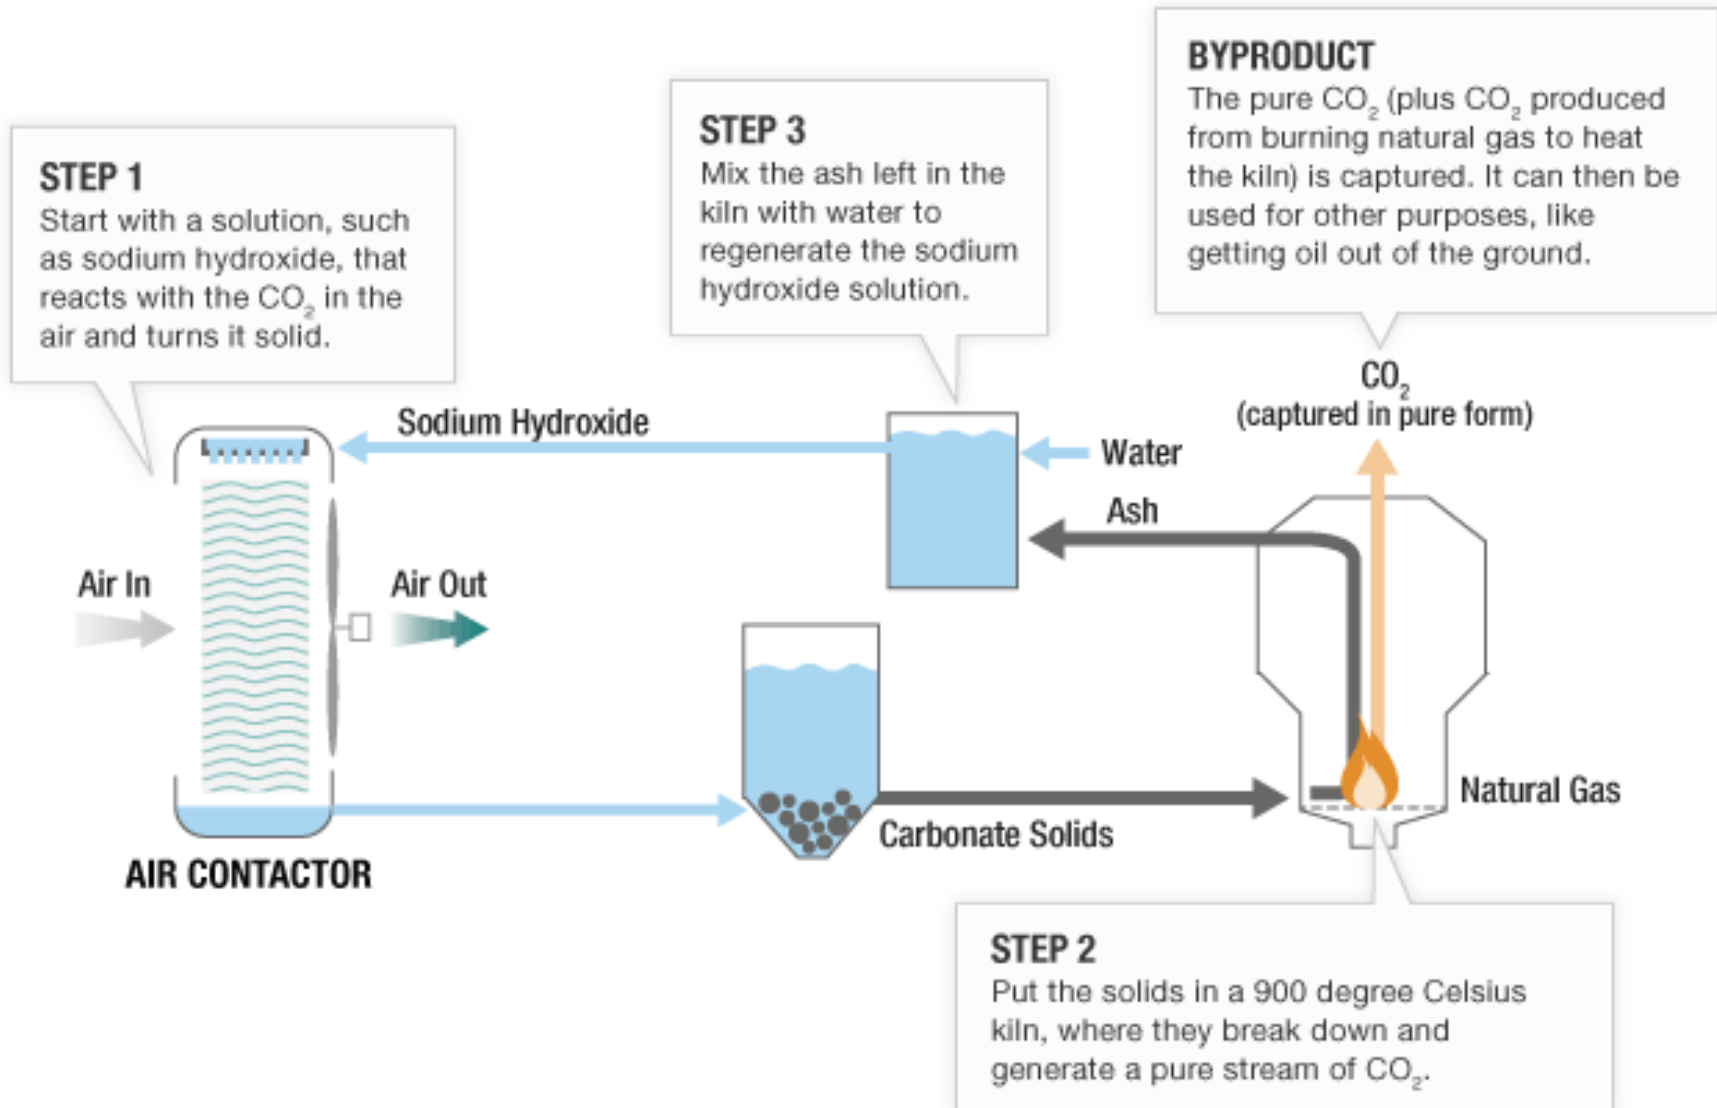 STEP 1
Start with a solution, such
as sodium hydroxide, that
reacts with the CO₂ in the
air and turns it solid.
STEP 3
Mix the ash left in the
kiln with water to
regenerate the sodium
hydroxide solution.
BYPRODUCT
The pure CO₂ (plus CO₂ produced
from burning natural gas to heat
the kiln) is captured. It can then be
used for other purposes, like
getting oil out of the ground.
CO₂
(captured in pure form)
Sodium Hydroxide
Water
Ash
Air In
Air Out
Natural Gas
Carbonate Solids
AIR CONTACTOR
STEP 2
Put the solids in a 900 degree Celsius
kiln, where they break down and
generate a pure stream of CO₂.